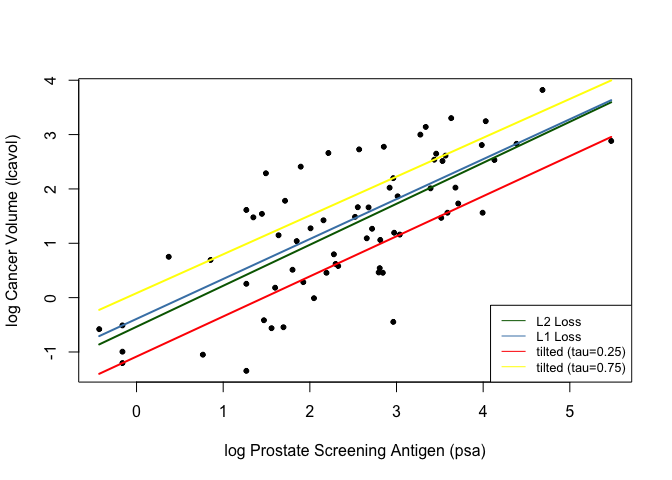 4
3
2
1
0
-1
log Cancer Volume (lcavol)
L2 Loss
L1 Loss
tilted (tau=0.25)
tilted (tau=0.75)
0 1 2 3 4 5
log Prostate Screening Antigen (psa)